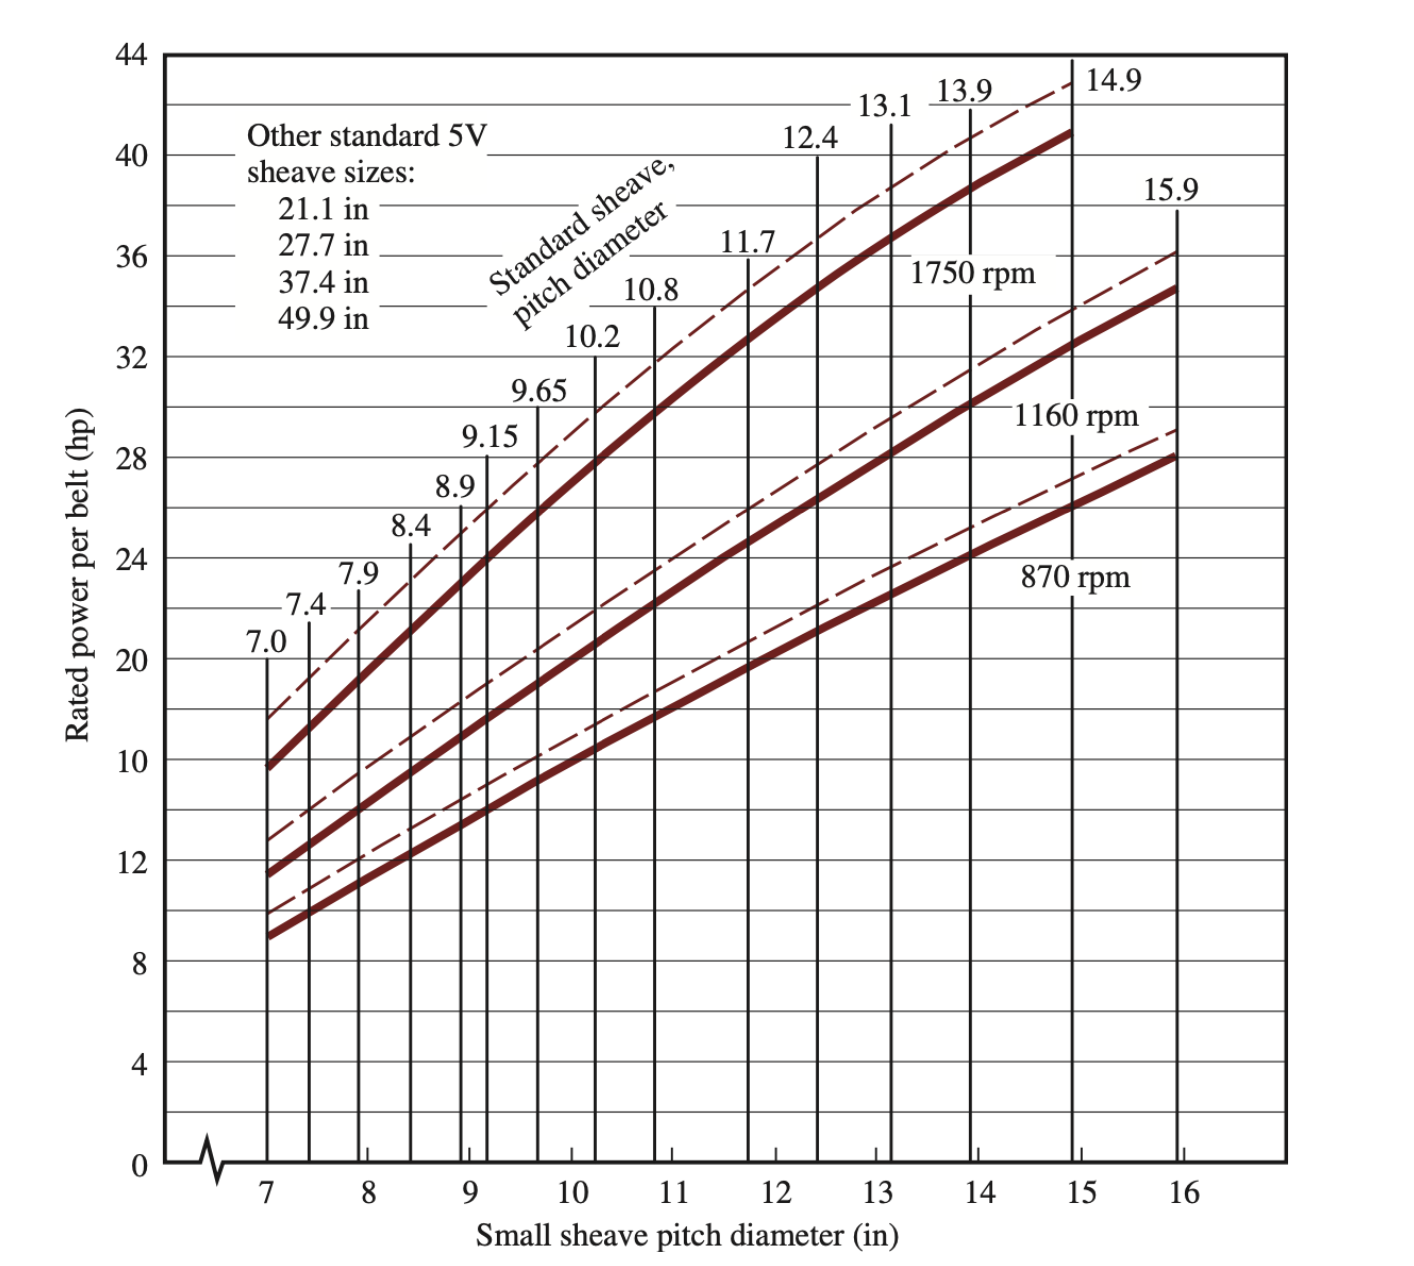 44
40
36
32
28
24
20
10
12
8
4
0
Rated power per belt (hp)
Other standard 5V
sheave sizes:
21.1 in
27.7 in
37.4 in
49.9 in
Standard sheave,
pitch diameter
7.0
7.4
7.9
8.4
8.9
9.15
9.65
10.2
10.8
11.7
12.4
13.1
13.9
14.9
15.9
1750 rpm
1160 rpm
870 rpm
7 8 9 10 11 12 13 14 15 16
Small sheave pitch diameter (in)